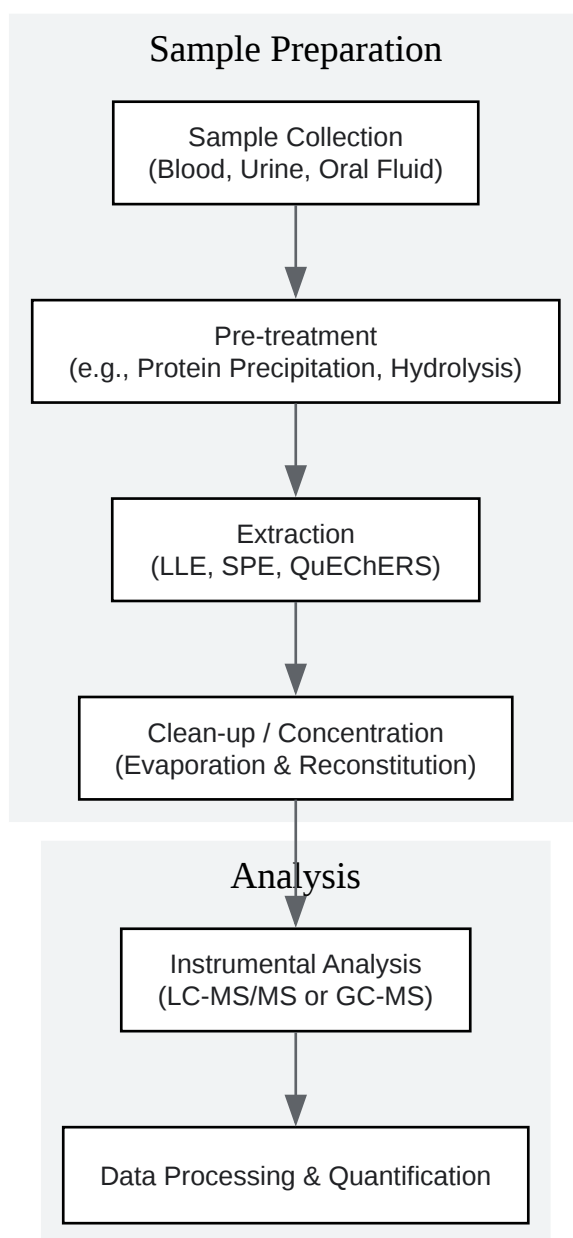 Sample Preparation
Sample Collection
(Blood, Urine, Oral Fluid)
Pre-treatment
(e.g., Protein Precipitation, Hydrolysis)
Extraction
(LLE, SPE, QuEChERS)
Clean-up / Concentration
(Evaporation & Reconstitution)
Analysis
Instrumental Analysis
(LC-MS/MS or GC-MS)
Data Processing & Quantification